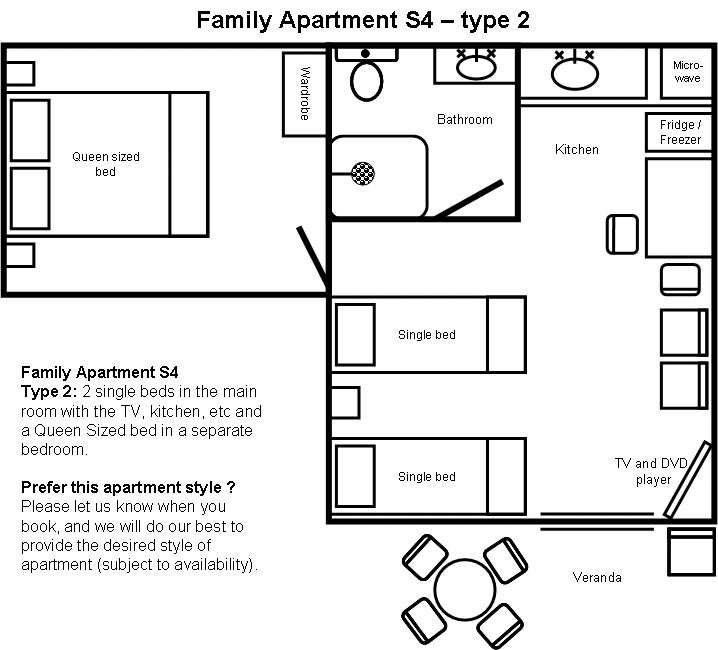 Family Apartment S4 – type 2
Wardrobe
Micro-
wave
Bathroom
Fridge /
Freezer
Kitchen
Queen sized
bed
Single bed
Family Apartment S4
Type 2: 2 single beds in the main
room with the TV, kitchen, etc and
a Queen Sized bed in a separate
bedroom.
Prefer this apartment style ?
Please let us know when you
book, and we will do our best to
provide the desired style of
apartment (subject to availability).
Single bed
TV and DVD
player
Veranda